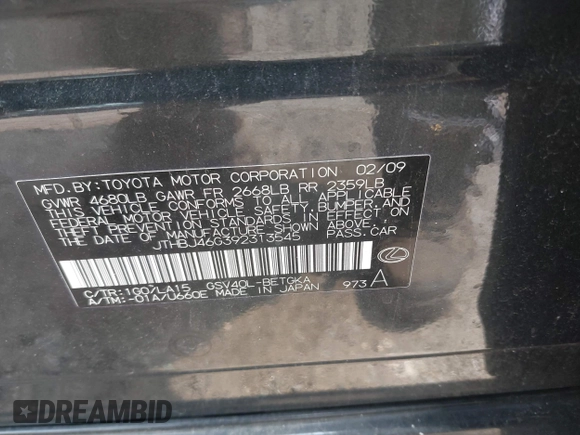 MFD.BY:TOYOTA MOTOR CORPORATION 02/09
GVWR 4680LB GAWR FR 2668LB RR 2359LB
THIS VEHICLE CONFORMS TO ALL APPLICABLE
FEDERAL MOTOR VEHICLE SAFETY, BUMPER, AND
THEFT PREVENTION STANDARDS IN EFFECT ON
THE DATE OF MANUFACTURE SHOWN ABOVE.
JTHBJ46G392313545 PASS.CAR
C/TR:1G0/LA15 GSV40L-BETGKA
A/TM:-01A/U660E MADE IN JAPAN 973 A
DREAMBID